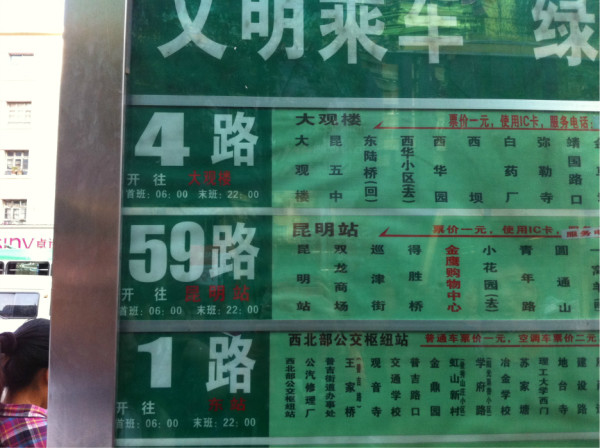 文明乘车 绿
4路
开往 大观楼
首班:06:00 末班:22:00
大观楼
票价一元,使用IC卡,服务电话:
大观楼
昆五中
东陆桥(回)
西华小区(去)
西华园
西坝
白药厂
弥勒寺
靖国路口
59路
开往 昆明站
首班:06:00 末班:22:00
昆明站
票价一元,使用IC卡,
服务电
昆明站
双龙商场
巡津街
得胜桥
金鹰购物中心
小花园(去)
青年路
圆通山
1路
开往
首班:06:00 末班:22:00
西北部公交枢纽站
普通车票价一元,空调车票价二元
西北部公交枢纽站
公汽修理厂
普吉街道办事处
王家桥
观音寺
交通学校
普吉路口
金鼎园
虹山新村
学府路
冶金学校
苏家塘
理工大学西门
地台寺
建设路